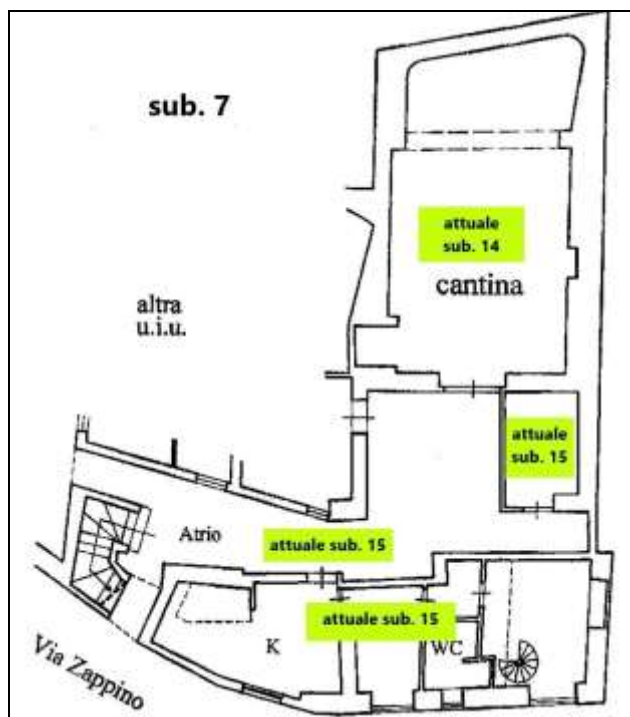 sub. 7
attuale
sub. 14
cantina
altra
u.i.u.
attuale
sub. 15
Atrio
attuale sub. 15
attuale sub. 15
K
WC
Via Zappino